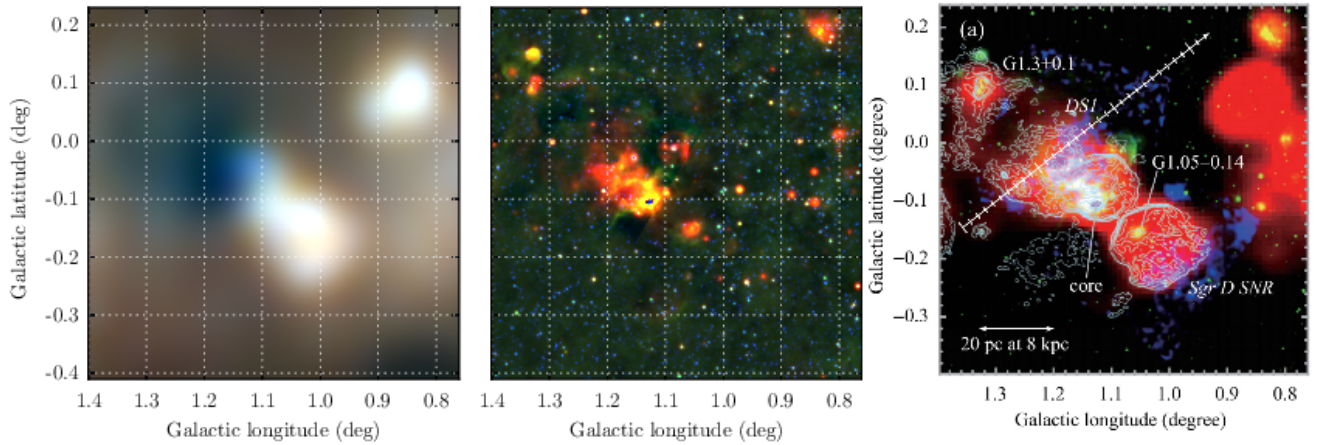 0.2
0.1
0.0
-0.1
-0.2
-0.3
-0.4
Galactic latitude (deg)
1.4 1.3 1.2 1.1 1.0 0.9 0.8
Galactic longitude (deg)
1.4 1.3 1.2 1.1 1.0 0.9 0.8
Galactic longitude (deg)
(a)
G1.3+0.1
DS1
G1.05−0.14
core
Sgr D SNR
20 pc at 8 kpc
0.2
0.1
0.0
−0.1
−0.2
−0.3
Galactic latitude (degree)
1.3 1.2 1.1 1.0 0.9 0.8
Galactic longitude (degree)